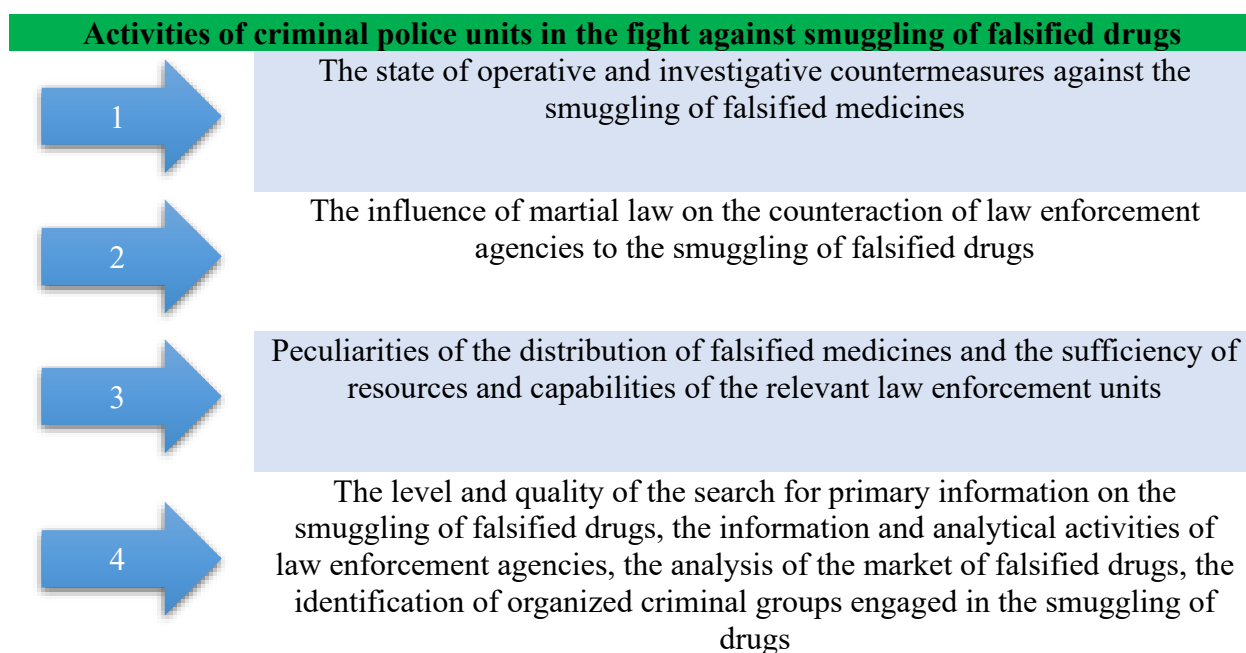 Activities of criminal police units in the fight against smuggling of falsified drugs
1
The state of operative and investigative countermeasures against the
smuggling of falsified medicines
2
The influence of martial law on the counteraction of law enforcement
agencies to the smuggling of falsified drugs
3
Peculiarities of the distribution of falsified medicines and the sufficiency of
resources and capabilities of the relevant law enforcement units
4
The level and quality of the search for primary information on the
smuggling of falsified drugs, the information and analytical activities of
law enforcement agencies, the analysis of the market of falsified drugs, the
identification of organized criminal groups engaged in the smuggling of
drugs